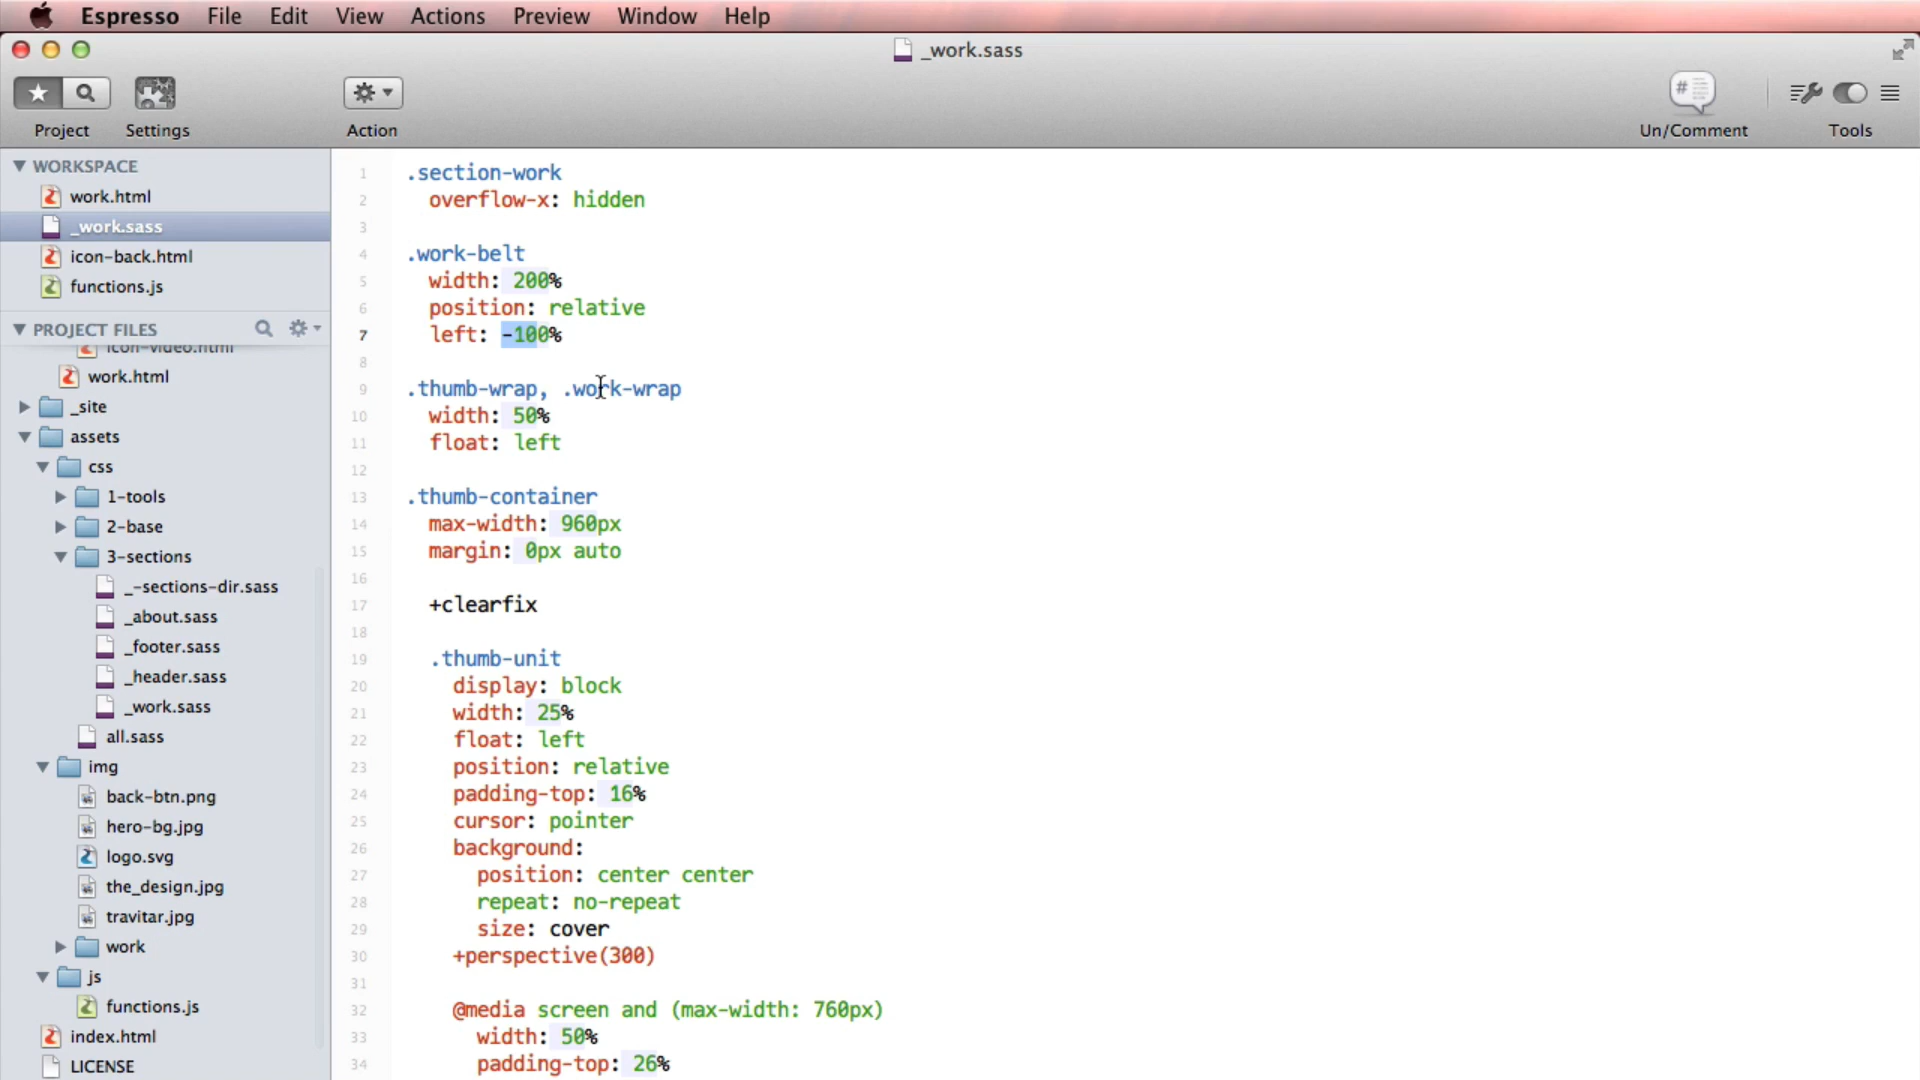 Espresso File Edit View Actions Preview Window Help
_work.sass
Project Settings Action Un/Comment Tools
WORKSPACE
work.html
_work.sass
icon-back.html
functions.js
PROJECT FILES
icon-video.html
work.html
_site
assets
css
1-tools
2-base
3-sections
_-sections-dir.sass
_about.sass
_footer.sass
_header.sass
_work.sass
all.sass
img
back-btn.png
hero-bg.jpg
logo.svg
the_design.jpg
travitar.jpg
work
js
functions.js
index.html
LICENSE
1 .section-work
2 overflow-x: hidden
3
4 .work-belt
5 width: 200%
6 position: relative
7 left: -100%
8
9 .thumb-wrap, .work-wrap
10 width: 50%
11 float: left
12
13 .thumb-container
14 max-width: 960px
15 margin: 0px auto
16
17 +clearfix
18
19 .thumb-unit
20 display: block
21 width: 25%
22 float: left
23 position: relative
24 padding-top: 16%
25 cursor: pointer
26 background:
27 position: center center
28 repeat: no-repeat
29 size: cover
30 +perspective(300)
31
32 @media screen and (max-width: 760px)
33 width: 50%
34 padding-top: 26%